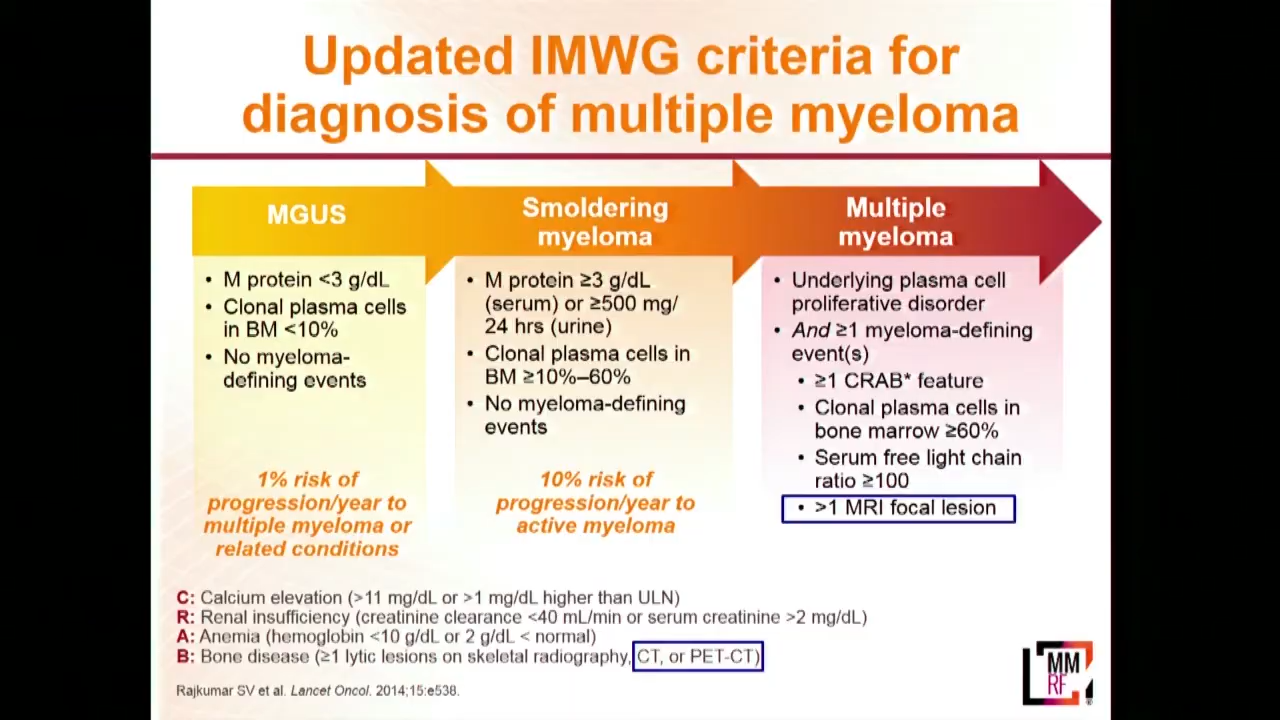 Updated IMWG criteria for
diagnosis of multiple myeloma
MGUS
• M protein <3 g/dL
• Clonal plasma cells
in BM <10%
• No myeloma-
defining events
1% risk of
progression/year to
multiple myeloma or
related conditions
Smoldering
myeloma
• M protein ≥3 g/dL
(serum) or ≥500 mg/
24 hrs (urine)
• Clonal plasma cells in
BM ≥10%–60%
• No myeloma-defining
events
10% risk of
progression/year to
active myeloma
Multiple
myeloma
• Underlying plasma cell
proliferative disorder
• And ≥1 myeloma-defining
event(s)
• ≥1 CRAB* feature
• Clonal plasma cells in
bone marrow ≥60%
• Serum free light chain
ratio ≥100
• >1 MRI focal lesion
C: Calcium elevation (>11 mg/dL or >1 mg/dL higher than ULN)
R: Renal insufficiency (creatinine clearance <40 mL/min or serum creatinine >2 mg/dL)
A: Anemia (hemoglobin <10 g/dL or 2 g/dL < normal)
B: Bone disease (≥1 lytic lesions on skeletal radiography, CT, or PET-CT)
Rajkumar SV et al. Lancet Oncol. 2014;15:e538.
MM
RF
®